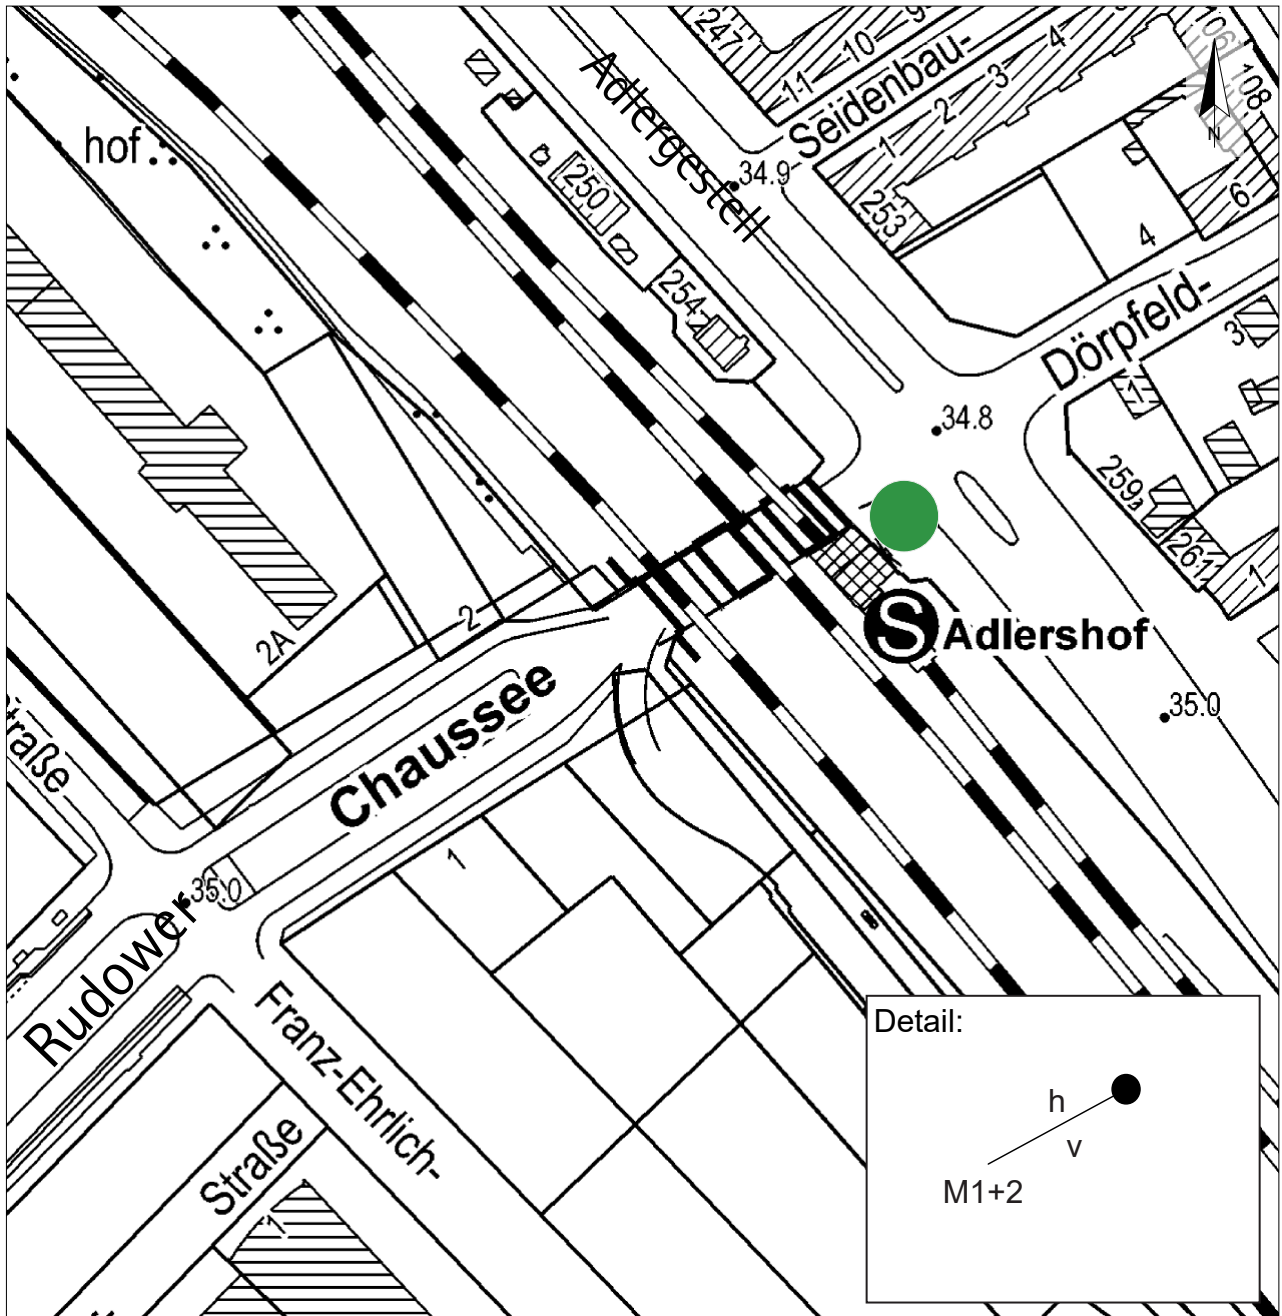 247
9
106
10
11
Seidenbau-
4
3
2
1
108
N
Adlergestell
hof
34.9
250
253
6
4
254
Dörpfeld-
3
1
34.8
259a
261
1
S Adlershof
2
2A
35.0
Chaussee
traße
1
35.0
Rudower
Franz-Ehrlich-
Straße
1
Detail:
h
v
M1+2